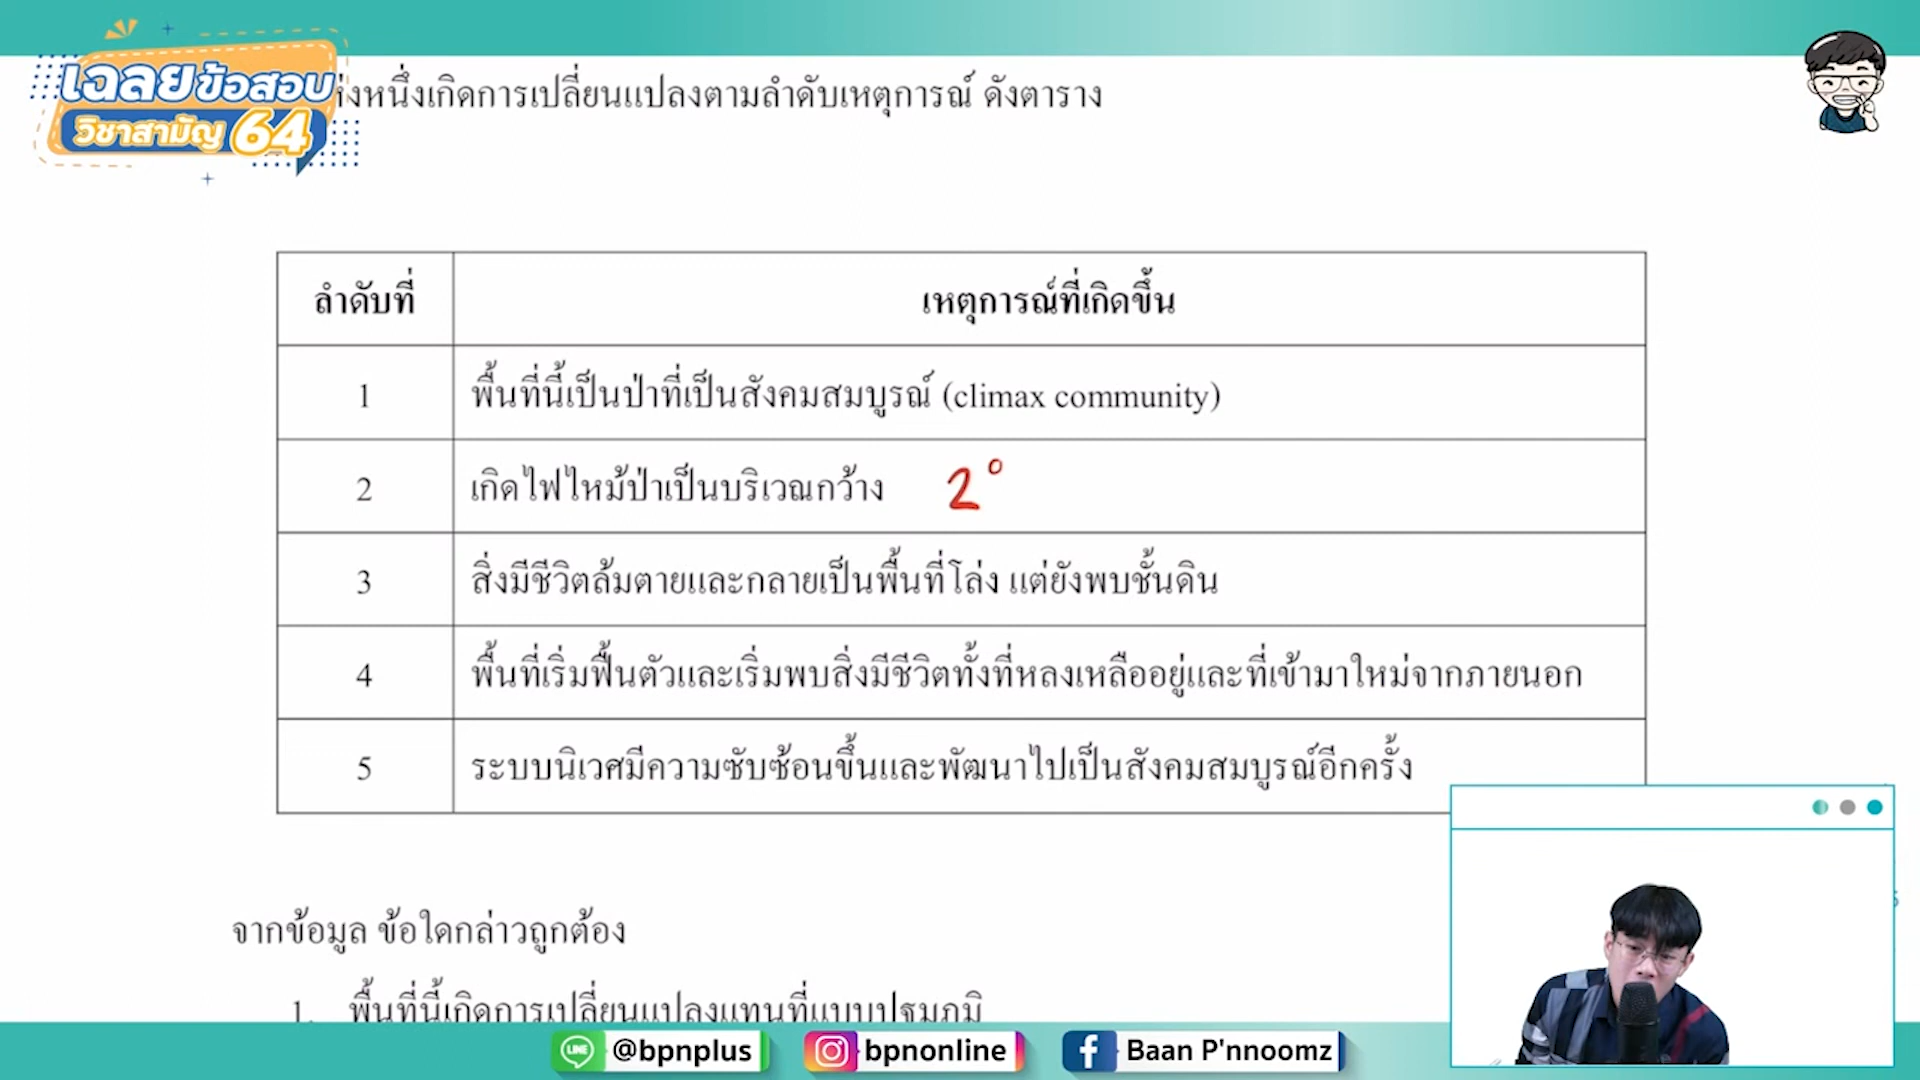 เฉลยข้อสอบ
วิชาสามัญ 64
งหนึ่งเกิดการเปลี่ยนแปลงตามลำดับเหตุการณ์ ดังตาราง
ลำดับที่ เหตุการณ์ที่เกิดขึ้น
1 พื้นที่นี้เป็นป่าที่เป็นสังคมสมบูรณ์ (climax community)
2 เกิดไฟไหม้ป่าเป็นบริเวณกว้าง 2°
3 สิ่งมีชีวิตล้มตายและกลายเป็นพื้นที่โล่ง แต่ยังพบชั้นดิน
4 พื้นที่เริ่มฟื้นตัวและเริ่มพบสิ่งมีชีวิตทั้งที่หลงเหลืออยู่และที่เข้ามาใหม่จากภายนอก
5 ระบบนิเวศมีความซับซ้อนขึ้นและพัฒนาไปเป็นสังคมสมบูรณ์อีกครั้ง
จากข้อมูล ข้อใดกล่าวถูกต้อง
1. พื้นที่นี้เกิดการเปลี่ยนแปลงแทนที่แบบปฐมภูมิ
LINE @bpnplus bpnonline Baan P'nnoomz